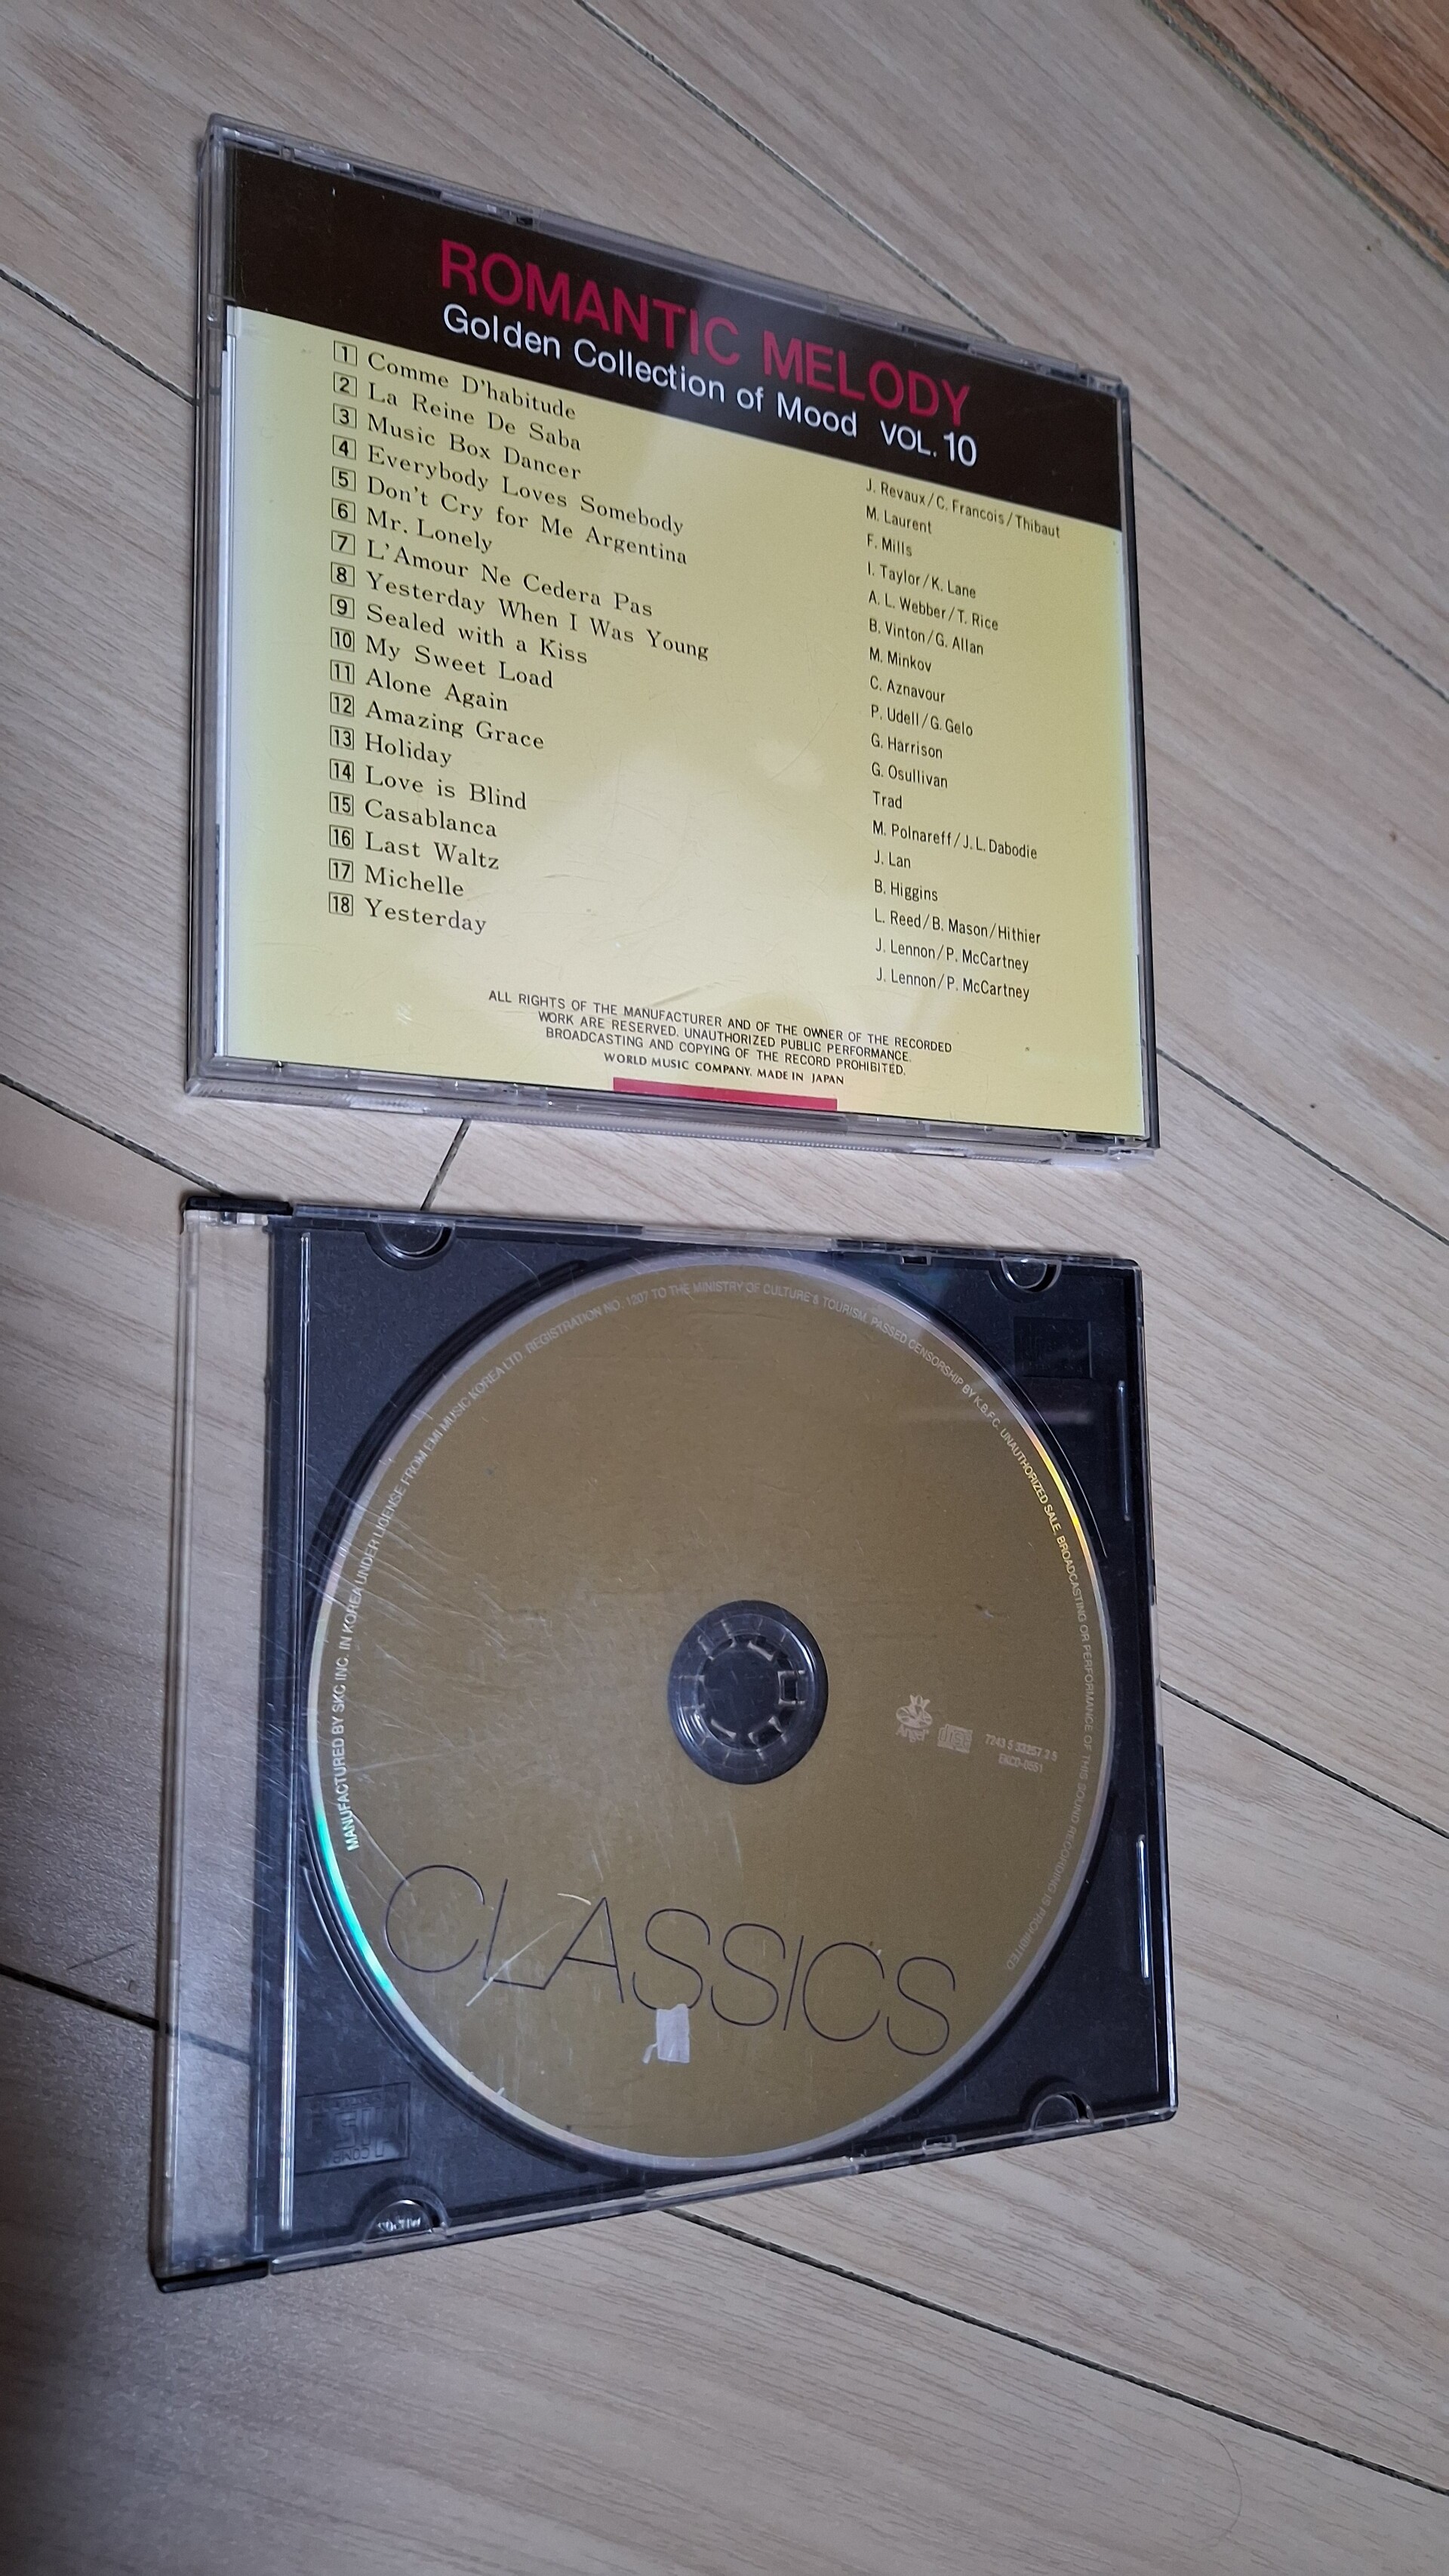 ROMANTIC MELODY
Golden Collection of Mood VOL. 10
1 Comme D'habitude J. Revaux/C. Francois/Thibaut
2 La Reine De Saba M. Laurent
3 Music Box Dancer F. Mills
4 Everybody Loves Somebody I. Taylor/K. Lane
5 Don't Cry for Me Argentina A. L. Webber/T. Rice
6 Mr. Lonely B. Vinton/G. Allan
7 L'Amour Ne Cedera Pas M. Minkov
8 Yesterday When I Was Young C. Aznavour
9 Sealed with a Kiss P. Udell/G. Gelo
10 My Sweet Load G. Harrison
11 Alone Again G. Osullivan
12 Amazing Grace Trad
13 Holiday M. Polnareff/J. L. Dabodie
14 Love is Blind J. Lan
15 Casablanca B. Higgins
16 Last Waltz L. Reed/B. Mason/Hithier
17 Michelle J. Lennon/P. McCartney
18 Yesterday J. Lennon/P. McCartney
ALL RIGHTS OF THE MANUFACTURER AND OF THE OWNER OF THE RECORDED
WORK ARE RESERVED. UNAUTHORIZED PUBLIC PERFORMANCE.
BROADCASTING AND COPYING OF THE RECORD PROHIBITED.
WORLD MUSIC COMPANY. MADE IN JAPAN
MANUFACTURED BY SKC INC. IN KOREA UNDER LICENSE FROM EMI MUSIC KOREA LTD. REGISTRATION NO. 1207 TO THE MINISTRY OF CULTURE & TOURISM. PASSED CENSORSHIP BY K.B.F.C. UNAUTHORIZED SALE, BROADCASTING OR PERFORMANCE OF THIS SOUND RECORDING IS PROHIBITED
Angel
disc
7243 5 33257 2 5
EKCD-0551
CLASSICS